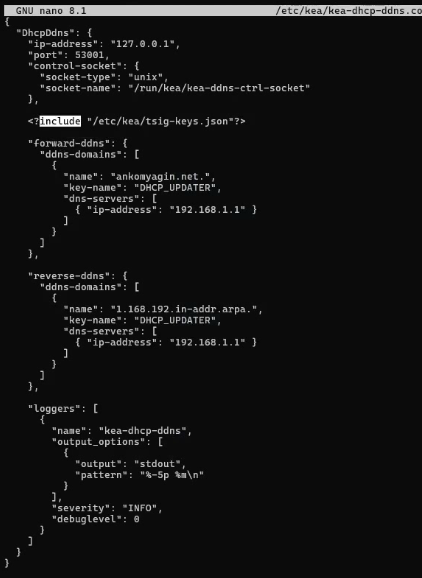 GNU nano 8.1 /etc/kea/kea-dhcp-ddns.co
{
  "DhcpDdns": {
    "ip-address": "127.0.0.1",
    "port": 53001,
    "control-socket": {
      "socket-type": "unix",
      "socket-name": "/run/kea/kea-ddns-ctrl-socket"
    },

    <?include "/etc/kea/tsig-keys.json"?>

    "forward-ddns": {
      "ddns-domains": [
        {
          "name": "ankomyagin.net.",
          "key-name": "DHCP_UPDATER",
          "dns-servers": [
            { "ip-address": "192.168.1.1" }
          ]
        }
      ]
    },

    "reverse-ddns": {
      "ddns-domains": [
        {
          "name": "1.168.192.in-addr.arpa.",
          "key-name": "DHCP_UPDATER",
          "dns-servers": [
            { "ip-address": "192.168.1.1" }
          ]
        }
      ]
    },

    "loggers": [
      {
        "name": "kea-dhcp-ddns",
        "output_options": [
          {
            "output": "stdout",
            "pattern": "%-5p %m\n"
          }
        ],
        "severity": "INFO",
        "debuglevel": 0
      }
    ]
  }
}